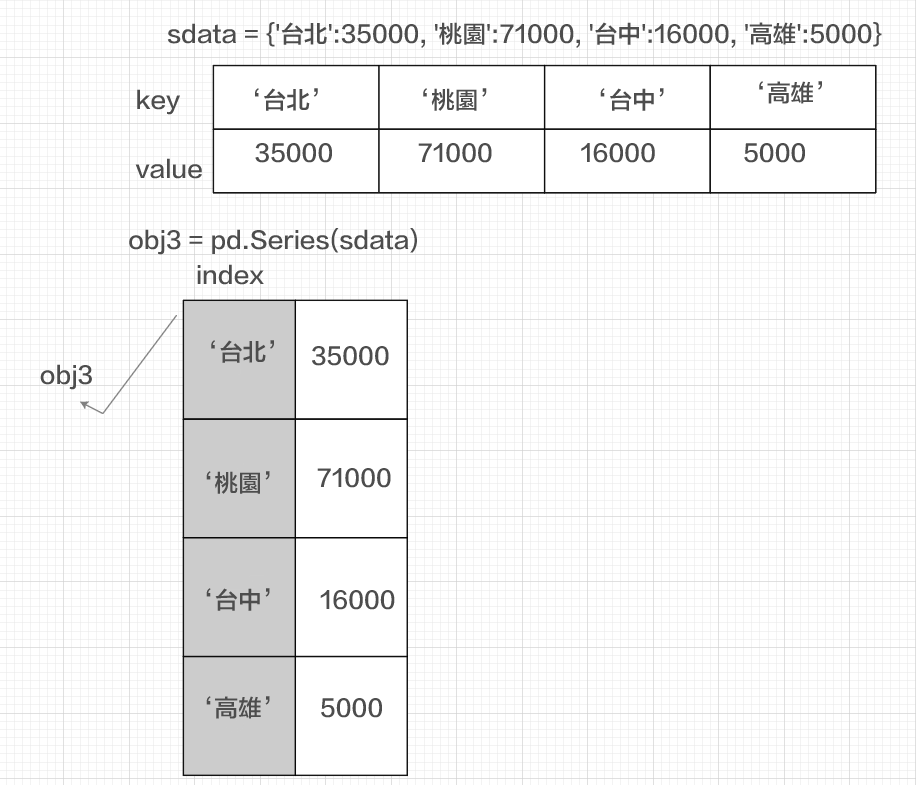 sdata = {'台北':35000, '桃園':71000, '台中':16000, '高雄':5000}
key ‘台北’ ‘桃園’ ‘台中’ ‘高雄’
value 35000 71000 16000 5000
obj3 = pd.Series(sdata)
index
‘台北’ 35000
obj3
‘桃園’ 71000
‘台中’ 16000
‘高雄’ 5000